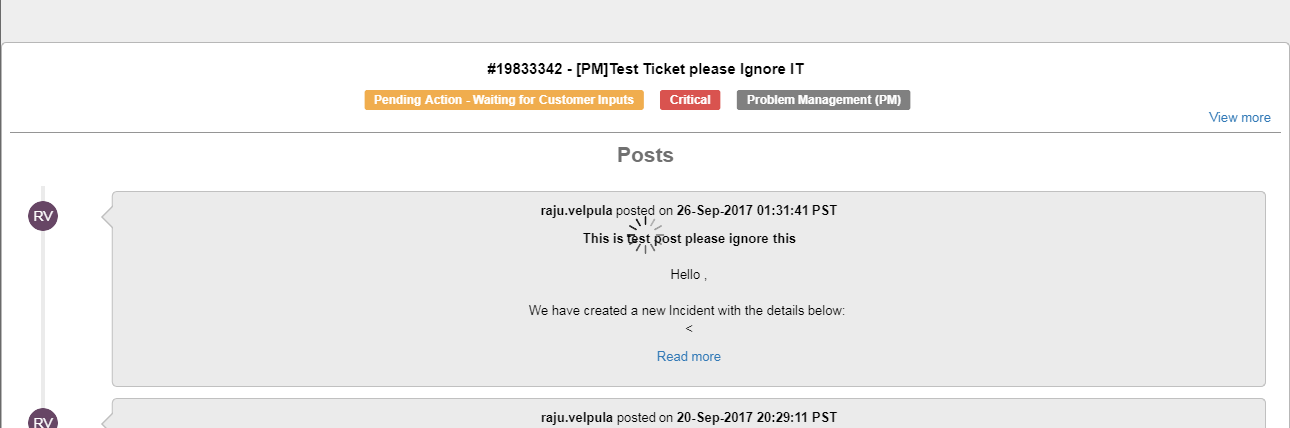 #19833342 - [PM]Test Ticket please Ignore IT
Pending Action - Waiting for Customer Inputs Critical Problem Management (PM)
View more
Posts
RV
raju.velpula posted on 26-Sep-2017 01:31:41 PST
This is test post please ignore this
Hello ,
We have created a new Incident with the details below:
<
Read more
RV
raju.velpula posted on 20-Sep-2017 20:29:11 PST